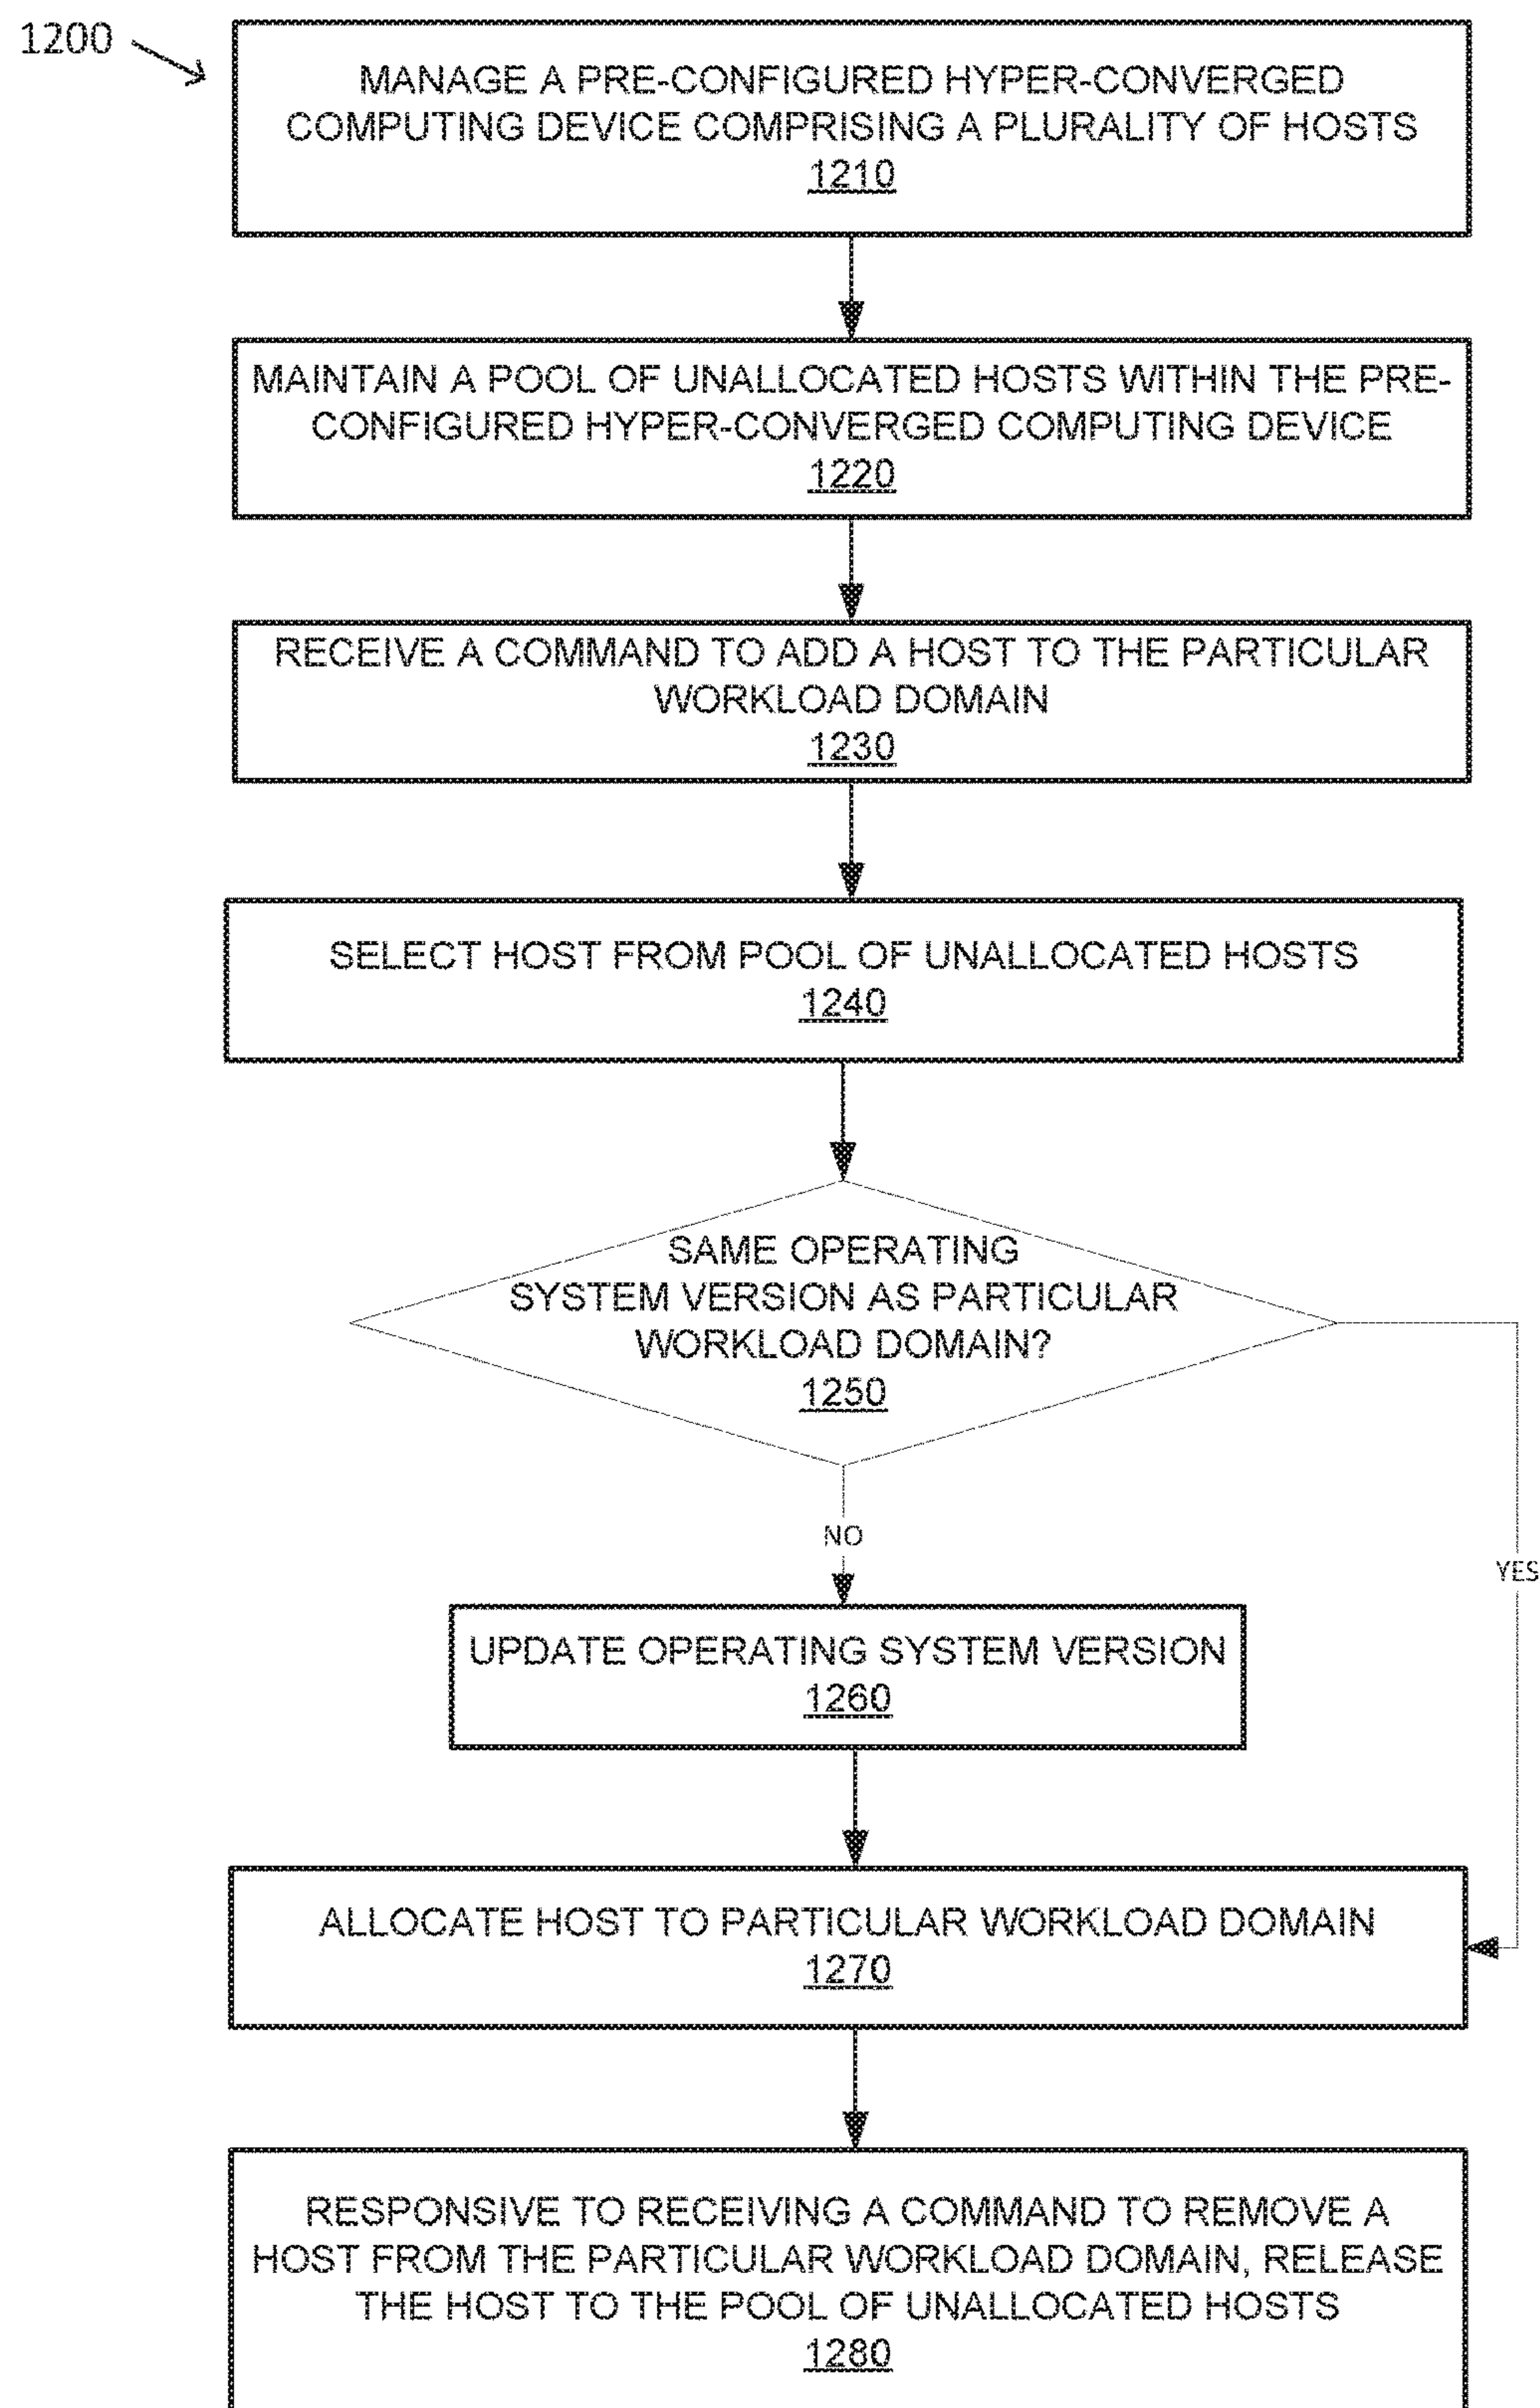 1200
MANAGE A PRE-CONFIGURED HYPER-CONVERGED
COMPUTING DEVICE COMPRISING A PLURALITY OF HOSTS
1210
MAINTAIN A POOL OF UNALLOCATED HOSTS WITHIN THE PRE-
CONFIGURED HYPER-CONVERGED COMPUTING DEVICE
1220
RECEIVE A COMMAND TO ADD A HOST TO THE PARTICULAR
WORKLOAD DOMAIN
1230
SELECT HOST FROM POOL OF UNALLOCATED HOSTS
1240
SAME OPERATING
SYSTEM VERSION AS PARTICULAR
WORKLOAD DOMAIN?
1250
NO
YES
UPDATE OPERATING SYSTEM VERSION
1260
ALLOCATE HOST TO PARTICULAR WORKLOAD DOMAIN
1270
RESPONSIVE TO RECEIVING A COMMAND TO REMOVE A
HOST FROM THE PARTICULAR WORKLOAD DOMAIN, RELEASE
THE HOST TO THE POOL OF UNALLOCATED HOSTS
1280